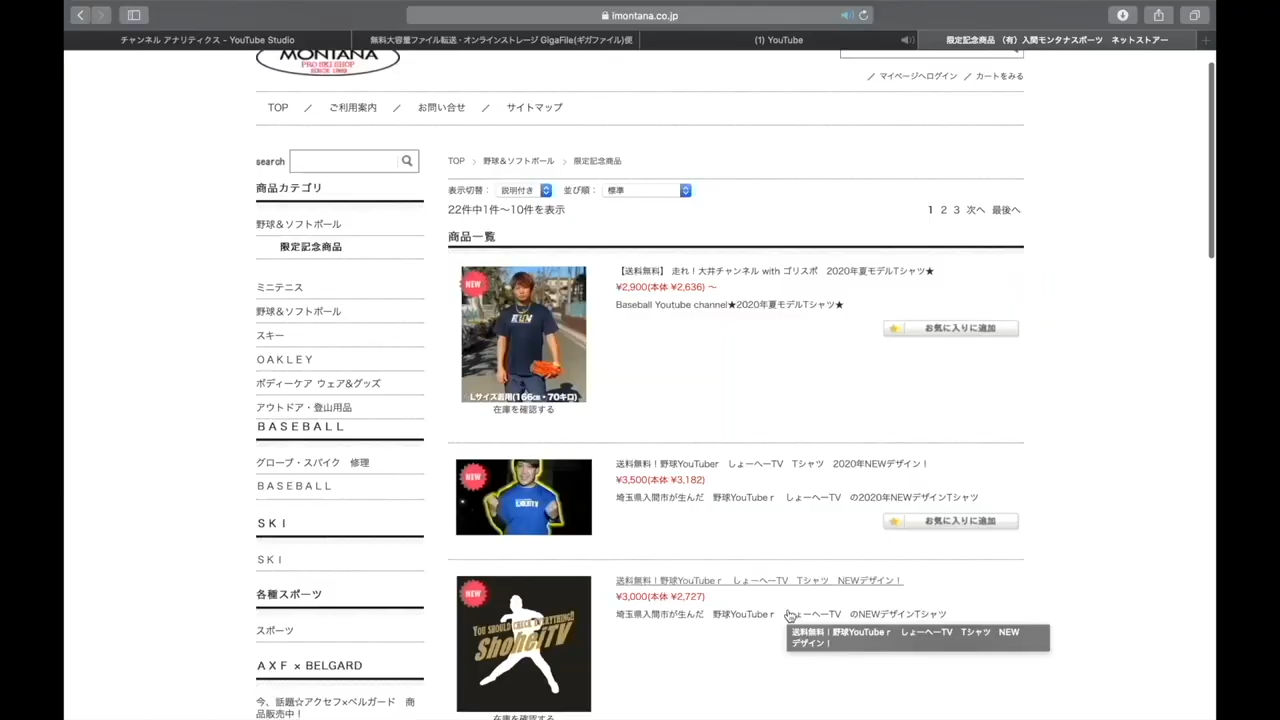 imontana.co.jp
チャンネル アナリティクス - YouTube Studio
無料大容量ファイル転送・オンラインストレージ GigaFile(ギガファイル)便
(1) YouTube
限定記念商品 （有）入間モンタナスポーツ　ネットストアー
MONTANA
PRO SKI SHOP
SINCE 1969
／ マイページへログイン ／ カートをみる
TOP ／ ご利用案内 ／ お問い合せ ／ サイトマップ
search
商品カテゴリ
野球＆ソフトボール
限定記念商品
ミニテニス
野球＆ソフトボール
スキー
ＯＡＫＬＥＹ
ボディーケア ウェア&グッズ
アウトドア・登山用品
ＢＡＳＥＢＡＬＬ
グローブ・スパイク　修理
ＢＡＳＥＢＡＬＬ
ＳＫＩ
ＳＫＩ
各種スポーツ
スポーツ
ＡＸＦ × BELGARD
今、話題☆アクセフ×ベルガード　商
品販売中！
TOP > 野球＆ソフトボール > 限定記念商品
表示切替： 説明付き 並び順： 標準
22件中1件〜10件を表示
1 2 3 次へ 最後へ
商品一覧
NEW
RUN
Lサイズ着用(166㎝・70キロ)
在庫を確認する
【送料無料】 走れ！大井チャンネル with ゴリスポ　2020年夏モデルTシャツ★
¥2,900(本体 ¥2,636) 〜
Baseball Youtube channel★2020年夏モデルTシャツ★
お気に入りに追加
NEW
送料無料！野球YouTuber　しょーへーTV　Tシャツ　2020年NEWデザイン！
¥3,500(本体 ¥3,182)
埼玉県入間市が生んだ　野球YouTubeｒ　しょーへーTV　の2020年NEWデザインTシャツ
お気に入りに追加
NEW
YOU SHOULD CHECK EVERYTHING!!
ShoheiTV
在庫を確認する
送料無料！野球YouTubeｒ　しょーへーTV　Tシャツ　NEWデザイン！
¥3,000(本体 ¥2,727)
埼玉県入間市が生んだ　野球YouTubeｒ　しょーへーTV　のNEWデザインTシャツ
送料無料！野球YouTubeｒ　しょーへーTV　Tシャツ　NEW
デザイン！